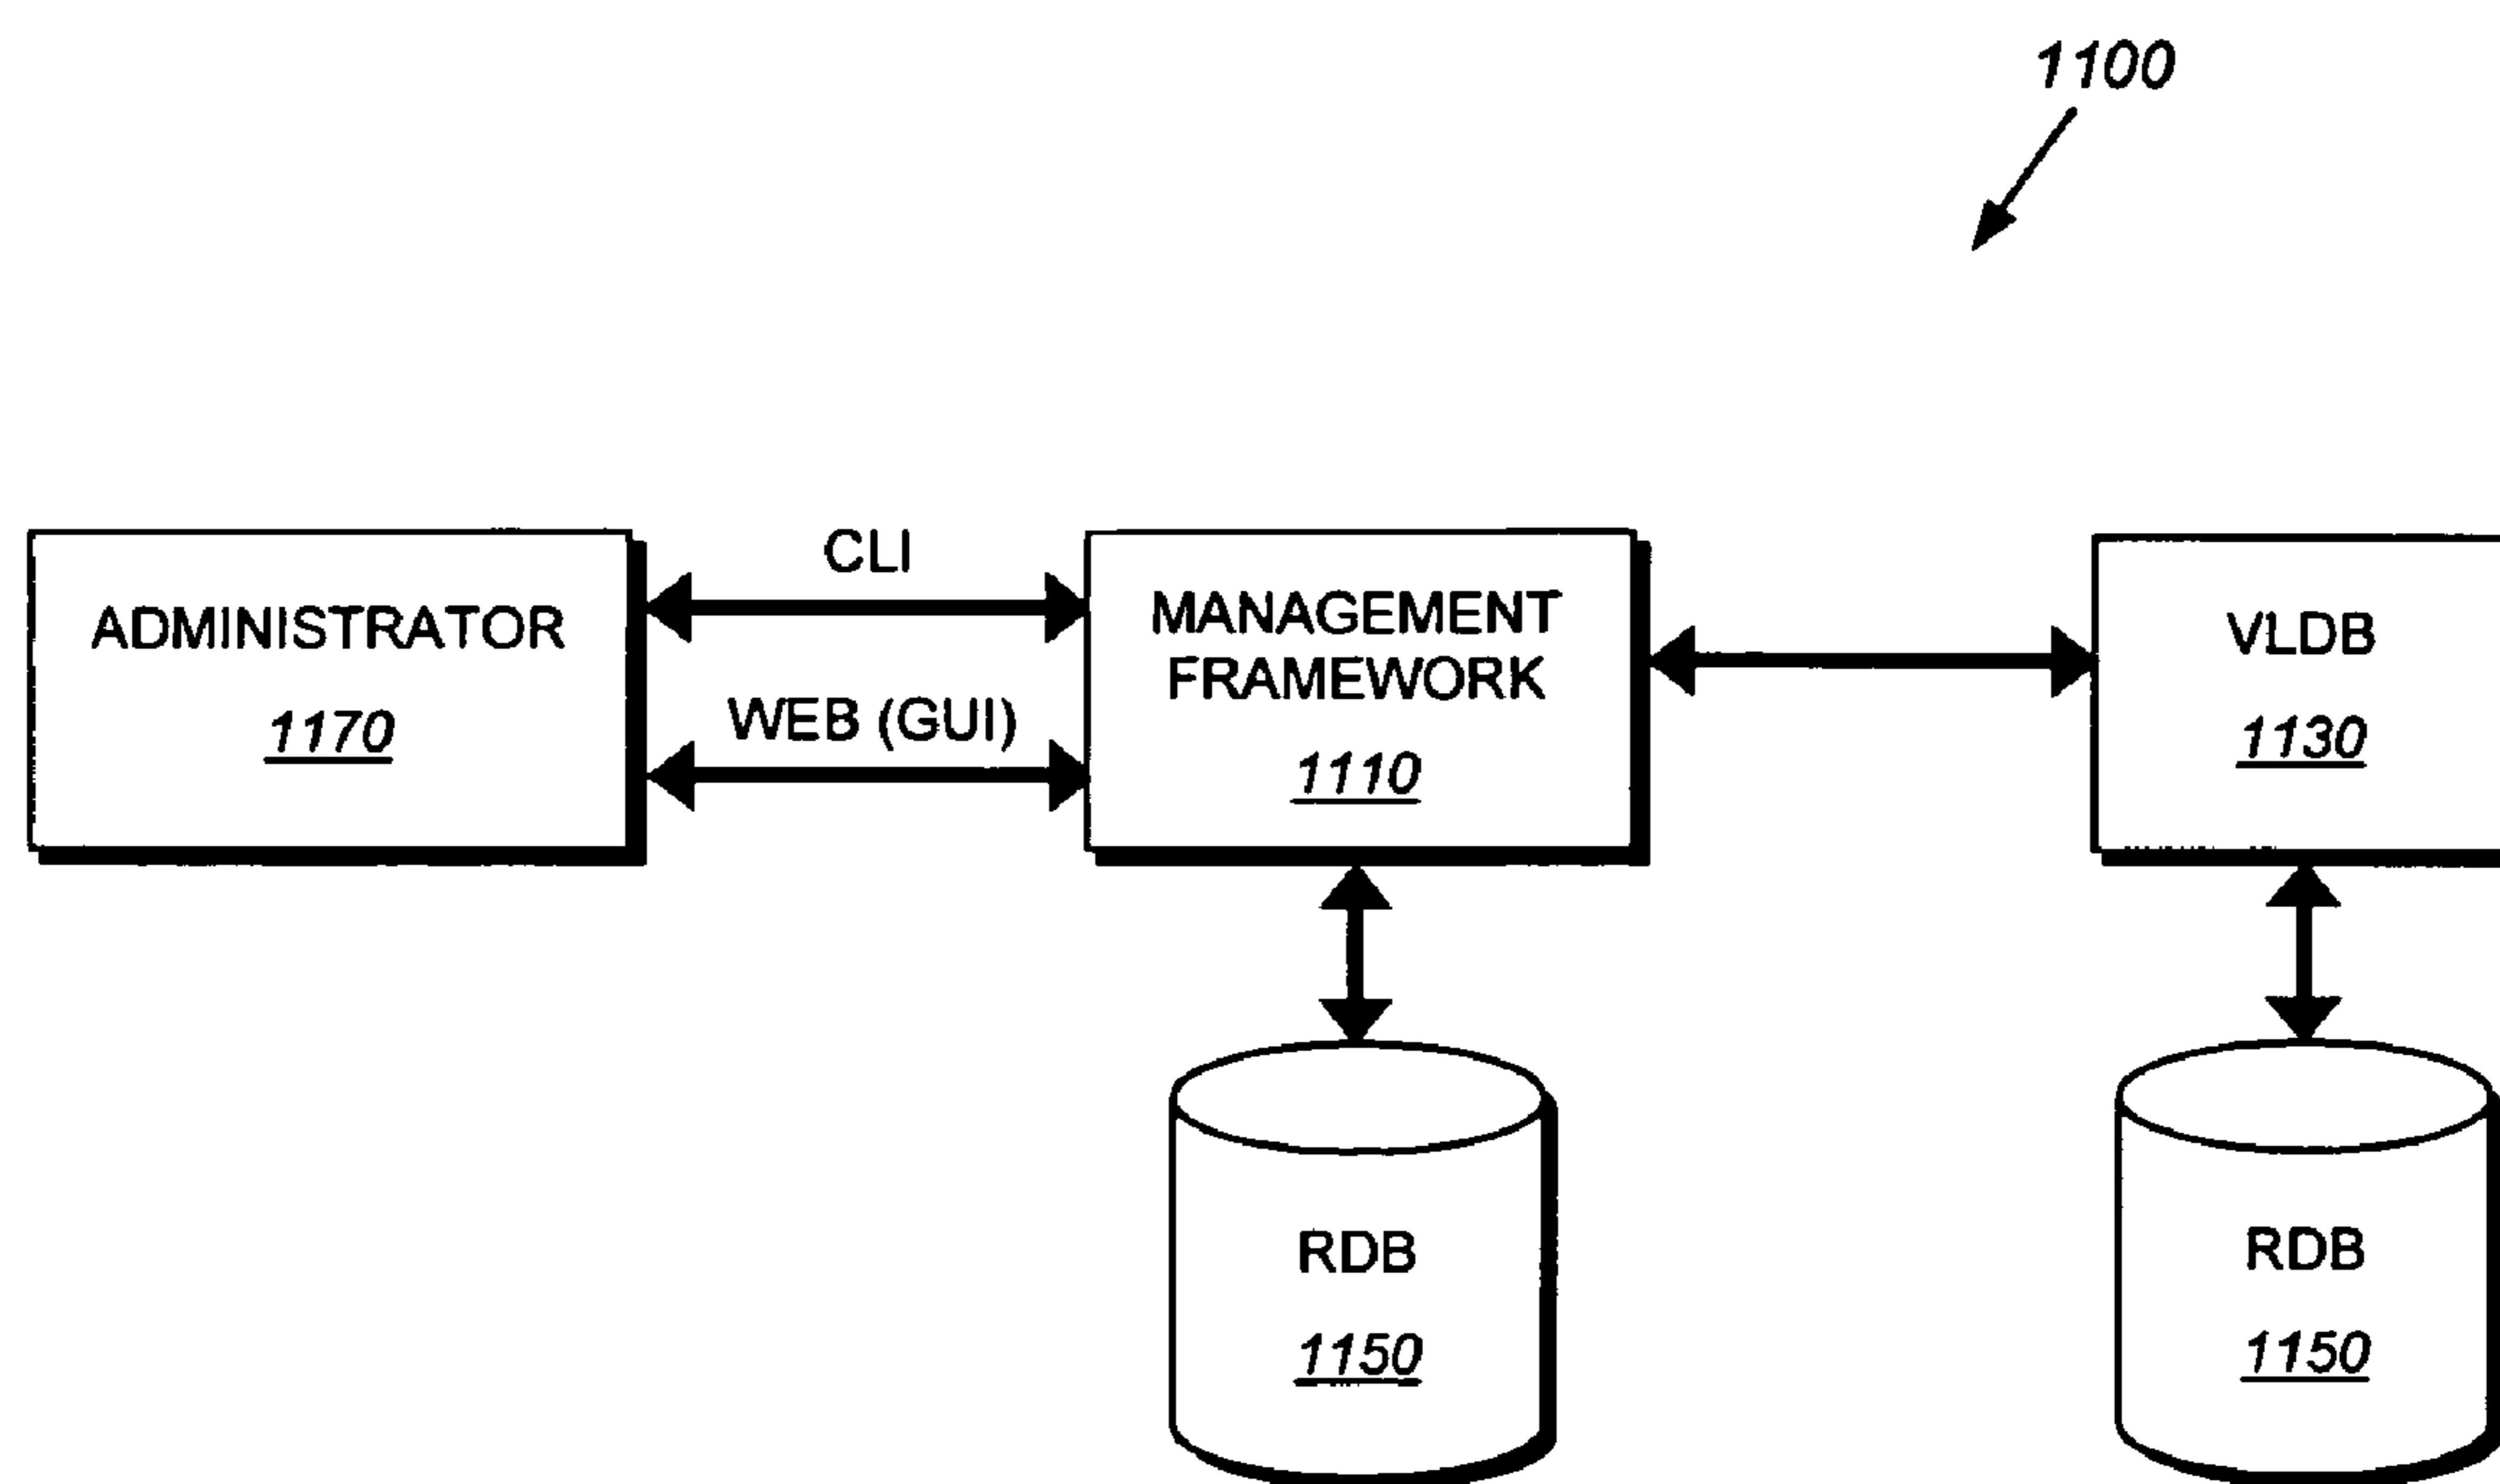 1100
CLI
ADMINISTRATOR
1170
WEB (GUI)
MANAGEMENT
FRAMEWORK
1110
VLDB
1130
RDB
1150
RDB
1150